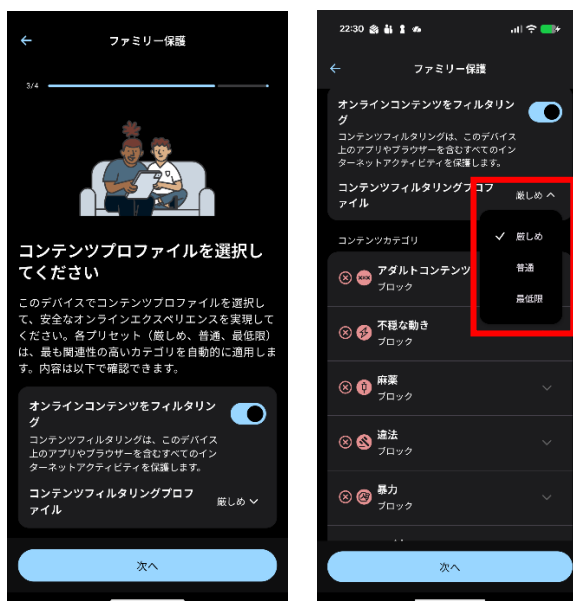 ファミリー保護
3/4
コンテンツプロファイルを選択し
てください
このデバイスでコンテンツプロファイルを選択し
て、安全なオンラインエクスペリエンスを実現して
ください。各プリセット（厳しめ、普通、最低限）
は、最も関連性の高いカテゴリを自動的に適用しま
す。内容は以下で確認できます。
オンラインコンテンツをフィルタリン
グ
コンテンツフィルタリングは、このデバイス
上のアプリやブラウザーを含むすべてのイン
ターネットアクティビティを保護します。
コンテンツフィルタリングプロフ
ァイル
厳しめ
次へ
22:30
ファミリー保護
オンラインコンテンツをフィルタリン
グ
コンテンツフィルタリングは、このデバイス
上のアプリやブラウザーを含むすべてのイン
ターネットアクティビティを保護します。
コンテンツフィルタリングプロフ
ァイル
厳しめ
厳しめ
普通
最低限
コンテンツカテゴリ
アダルトコンテンツ
ブロック
不穏な動き
ブロック
麻薬
ブロック
違法
ブロック
暴力
ブロック
次へ